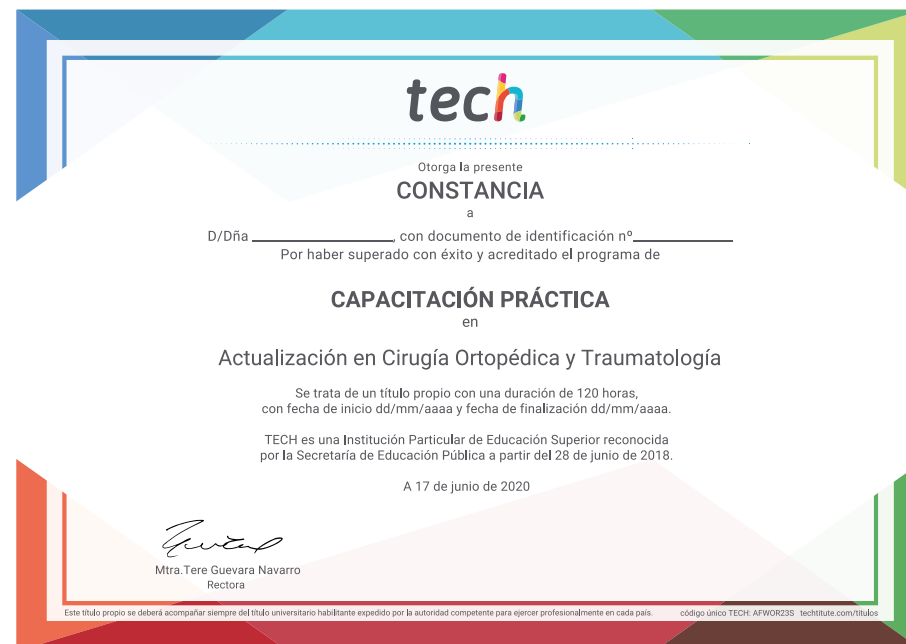 tech
Otorga la presente
CONSTANCIA
a
D/Dña ____________________, con documento de identificación nº______________
Por haber superado con éxito y acreditado el programa de
CAPACITACIÓN PRÁCTICA
en
Actualización en Cirugía Ortopédica y Traumatología
Se trata de un título propio con una duración de 120 horas,
con fecha de inicio dd/mm/aaaa y fecha de finalización dd/mm/aaaa.
TECH es una Institución Particular de Educación Superior reconocida
por la Secretaría de Educación Pública a partir del 28 de junio de 2018.
A 17 de junio de 2020
Mtra.Tere Guevara Navarro
Rectora
Este título propio se deberá acompañar siempre del título universitario habilitante expedido por la autoridad competente para ejercer profesionalmente en cada país. código único TECH: AFWOR23S techtitute.com/titulos